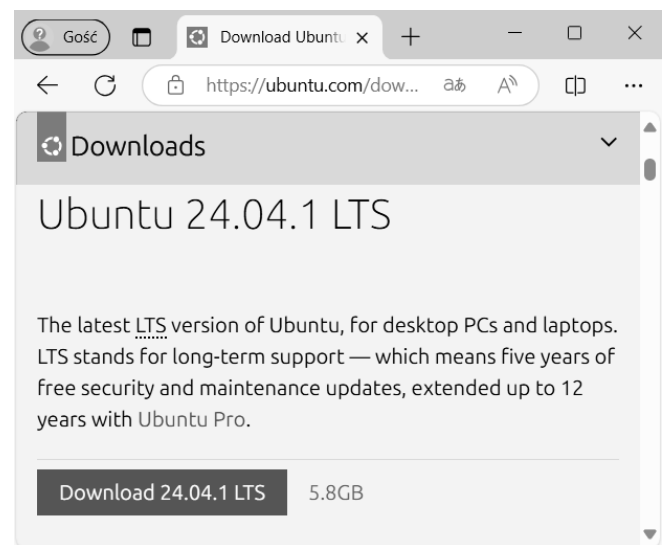 Gość
Download Ubuntu
https://ubuntu.com/dow...
Downloads
Ubuntu 24.04.1 LTS
The latest LTS version of Ubuntu, for desktop PCs and laptops.
LTS stands for long-term support — which means five years of
free security and maintenance updates, extended up to 12
years with Ubuntu Pro.
Download 24.04.1 LTS 5.8GB